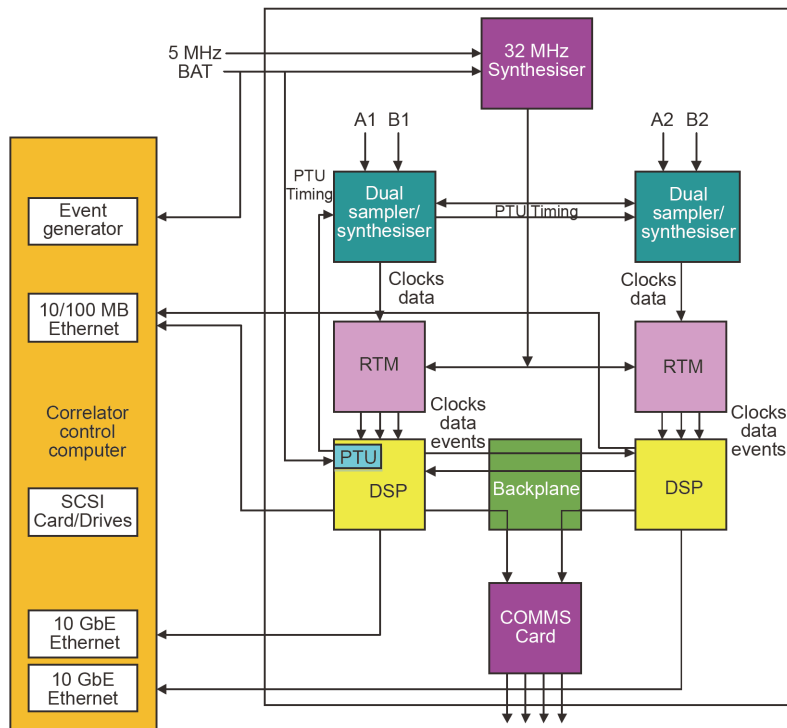 5 MHz
BAT
32 MHz
Synthesiser
A1
B1
A2
B2
PTU
Timing
Dual
sampler/
synthesiser
PTU Timing
Dual
sampler/
synthesiser
Event
generator
Clocks
data
Clocks
data
10/100 MB
Ethernet
RTM
RTM
Correlator
control
computer
Clocks
data
events
Clocks
data
events
PTU
DSP
Backplane
DSP
SCSI
Card/Drives
COMMS
Card
10 GbE
Ethernet
10 GbE
Ethernet